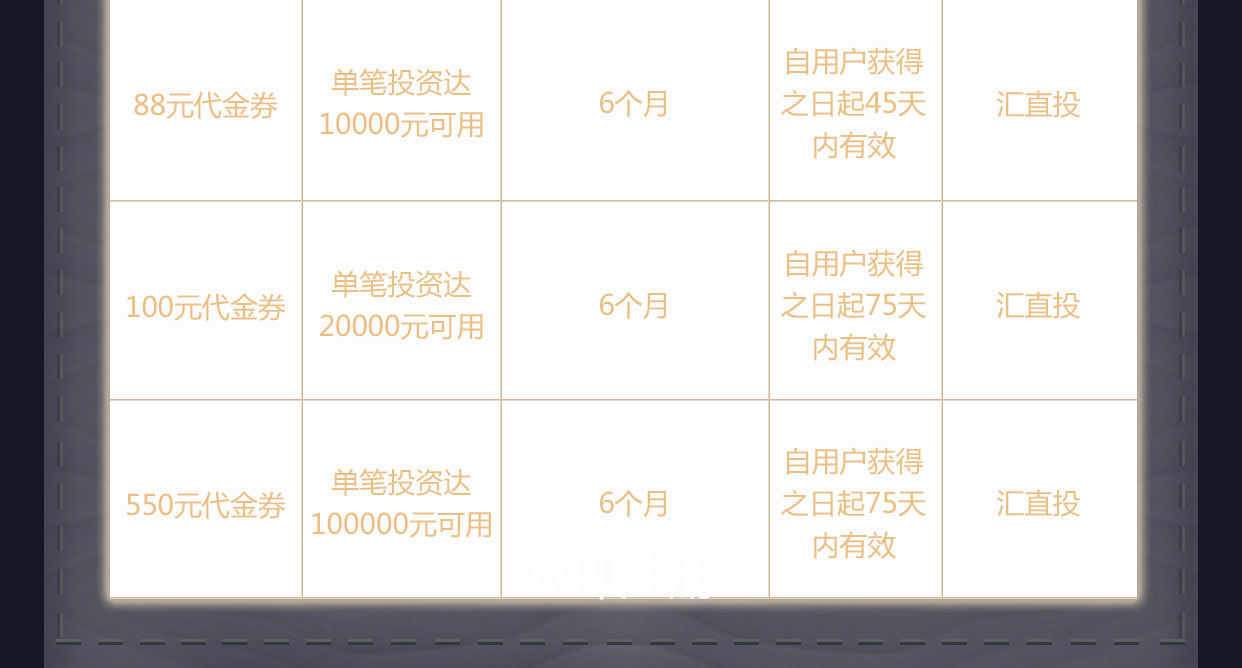 88元代金券
单笔投资达
10000元可用
6个月
自用户获得
之日起45天
内有效
汇直投
100元代金券
单笔投资达
20000元可用
6个月
自用户获得
之日起75天
内有效
汇直投
550元代金券
单笔投资达
100000元可用
6个月
自用户获得
之日起75天
内有效
汇直投